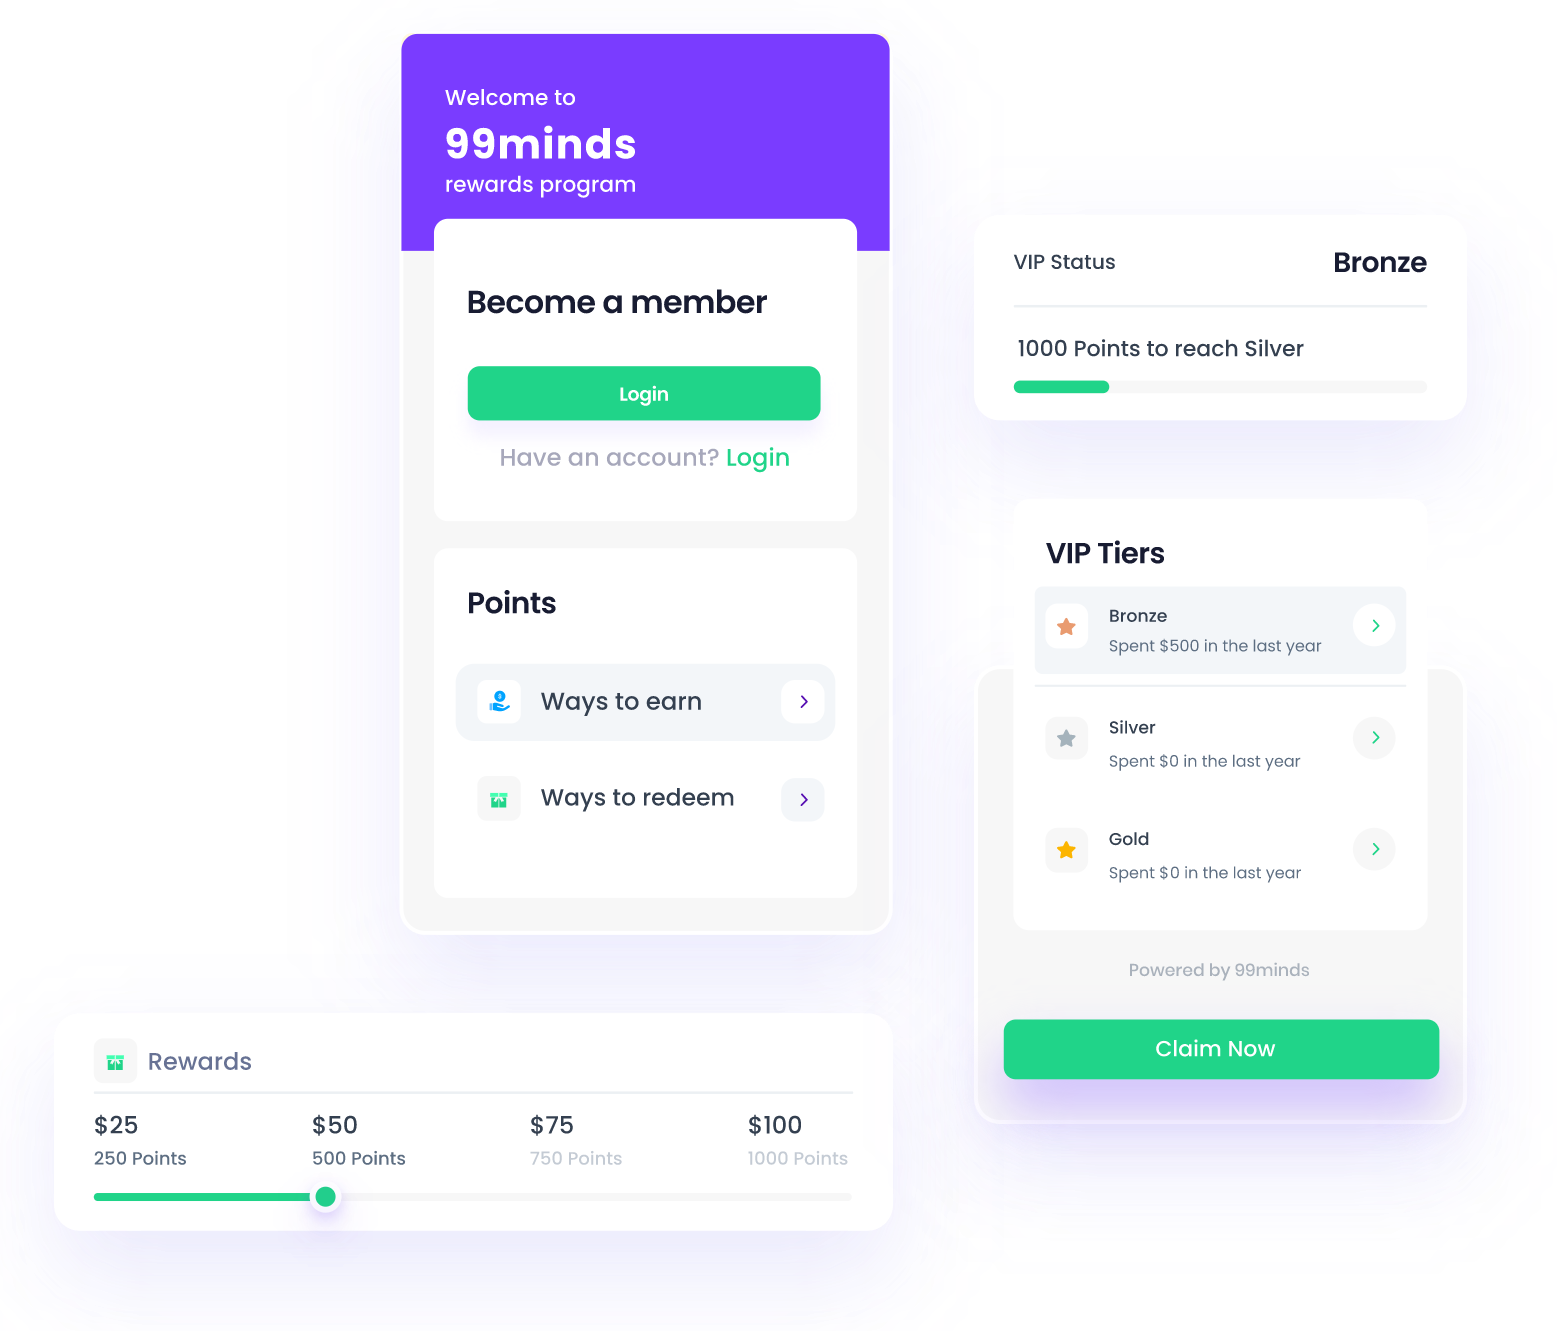 Welcome to
99minds
rewards program
Become a member
Login
Have an account? Login
Points
Ways to earn
Ways to redeem
VIP Status Bronze
1000 Points to reach Silver
VIP Tiers
Bronze
Spent $500 in the last year
Silver
Spent $0 in the last year
Gold
Spent $0 in the last year
Powered by 99minds
Claim Now
Rewards
$25 $50 $75 $100
250 Points 500 Points 750 Points 1000 Points